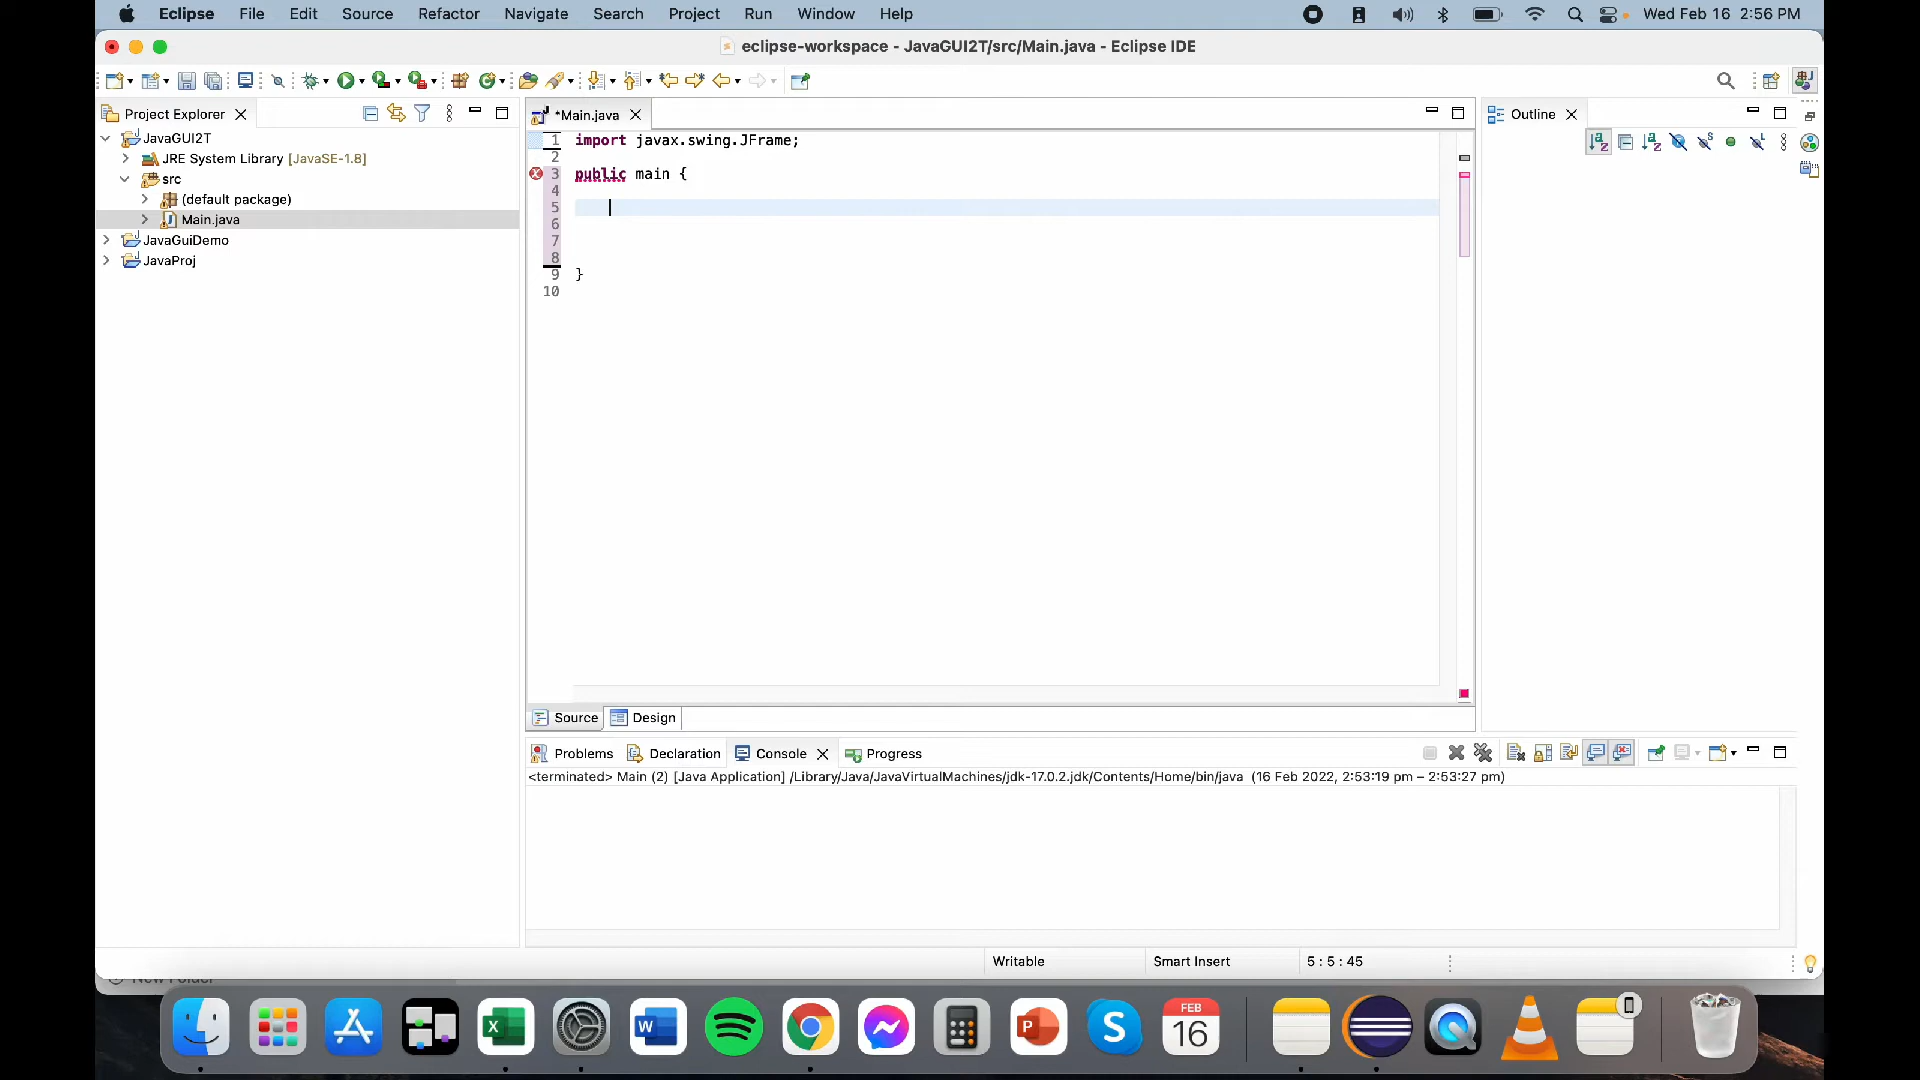 Eclipse File Edit Source Refactor Navigate Search Project Run Window Help Wed Feb 16 2:56 PM
eclipse-workspace - JavaGUI2T/src/Main.java - Eclipse IDE
Project Explorer
JavaGUI2T
JRE System Library [JavaSE-1.8]
src
(default package)
Main.java
JavaGuiDemo
JavaProj
*Main.java
1 import javax.swing.JFrame;
2
3 public main {
4
5
6
7
8
9 }
10
Outline
Source Design
Problems Declaration Console Progress
<terminated> Main (2) [Java Application] /Library/Java/JavaVirtualMachines/jdk-17.0.2.jdk/Contents/Home/bin/java (16 Feb 2022, 2:53:19 pm – 2:53:27 pm)
Writable Smart Insert 5 : 5 : 45
New Folder
FEB
16